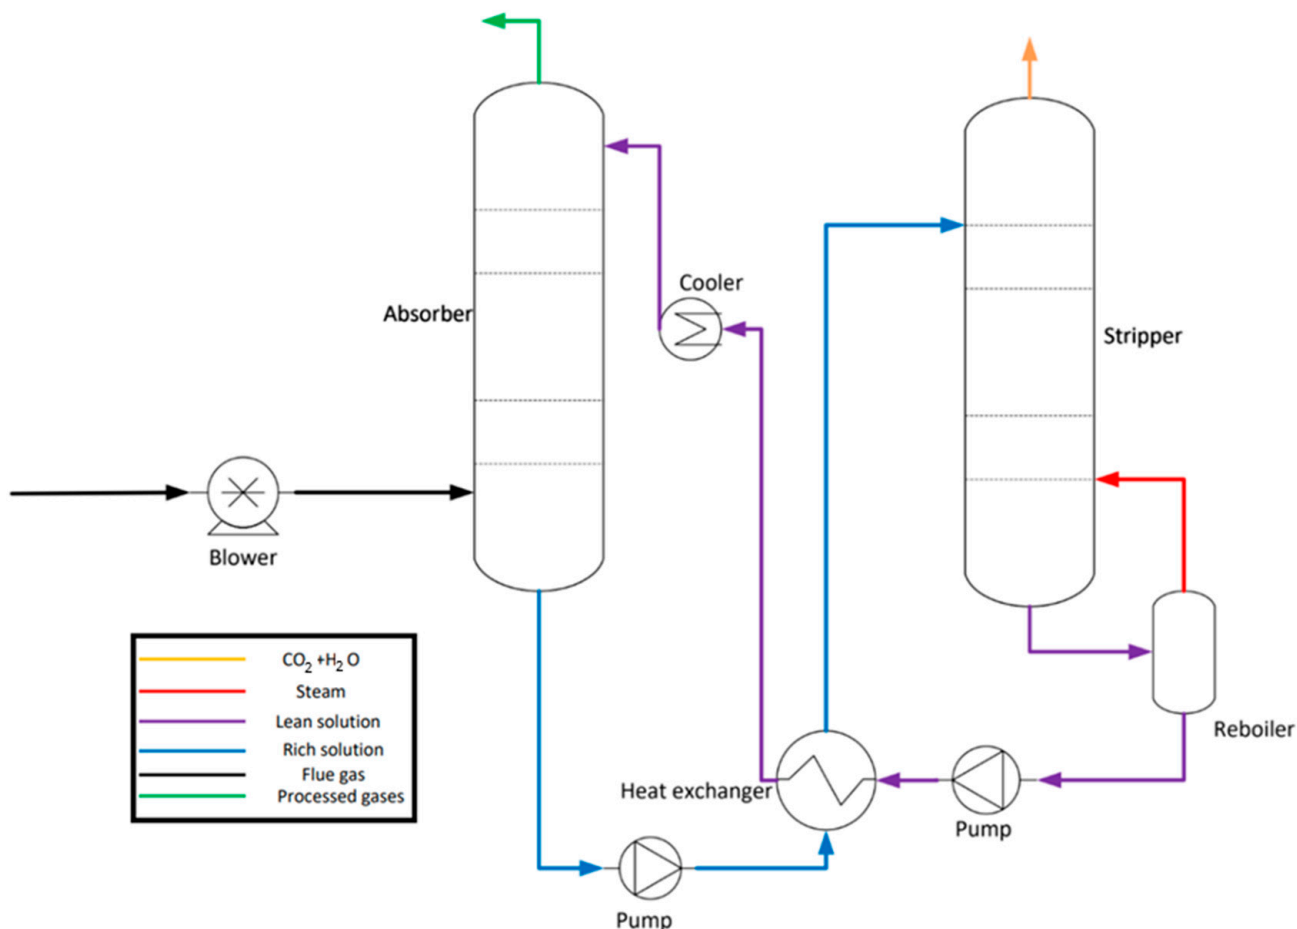 Cooler
Absorber
Stripper
Blower
CO2 +H2 O
Steam
Lean solution
Rich solution
Flue gas
Processed gases
Reboiler
Heat exchanger
Pump
Pump